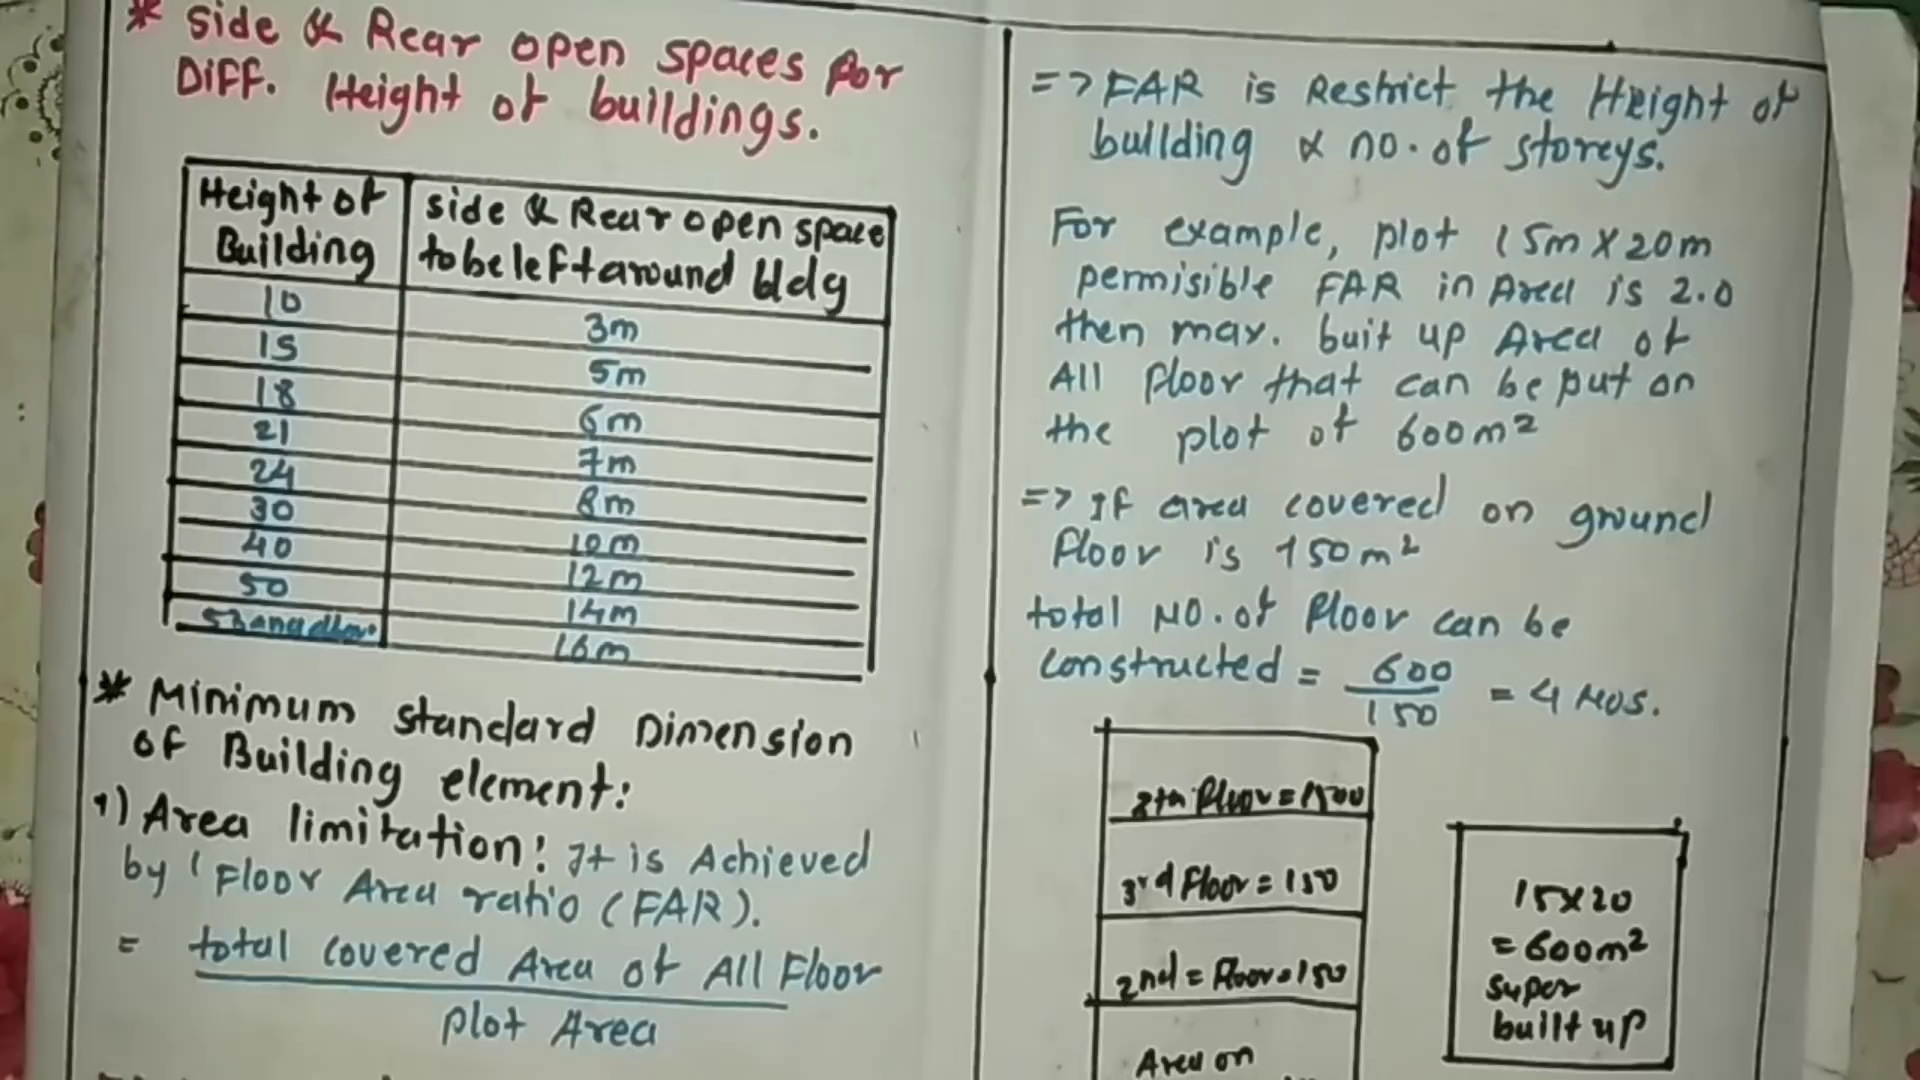 * Side & Rear open spaces for
Diff. Height of buildings.
Height of
Building
side & Rear open space
to be left around bldg
10
3m
15
5m
18
6m
21
7m
24
8m
30
10m
40
12m
50
14m
16m
* Minimum standard Dimension
of Building element:
1) Area limitation: It is Achieved
by 'Floor Area ratio (FAR).
= total covered Area of All Floor
plot Area
=> FAR is Restrict the Height of
building & no. of storeys.
For example, plot 15m X 20m
permisible FAR in Area is 2.0
then max. buit up Area of
All floor that can be put on
the plot of 600m²
=> If area covered on ground
floor is 150m²
total NO. of floor can be
constructed = 600 = 4 Nos.
150
3rd Floor = 150
2nd = Floor = 150
Area on
15x20
= 600m²
super
built up